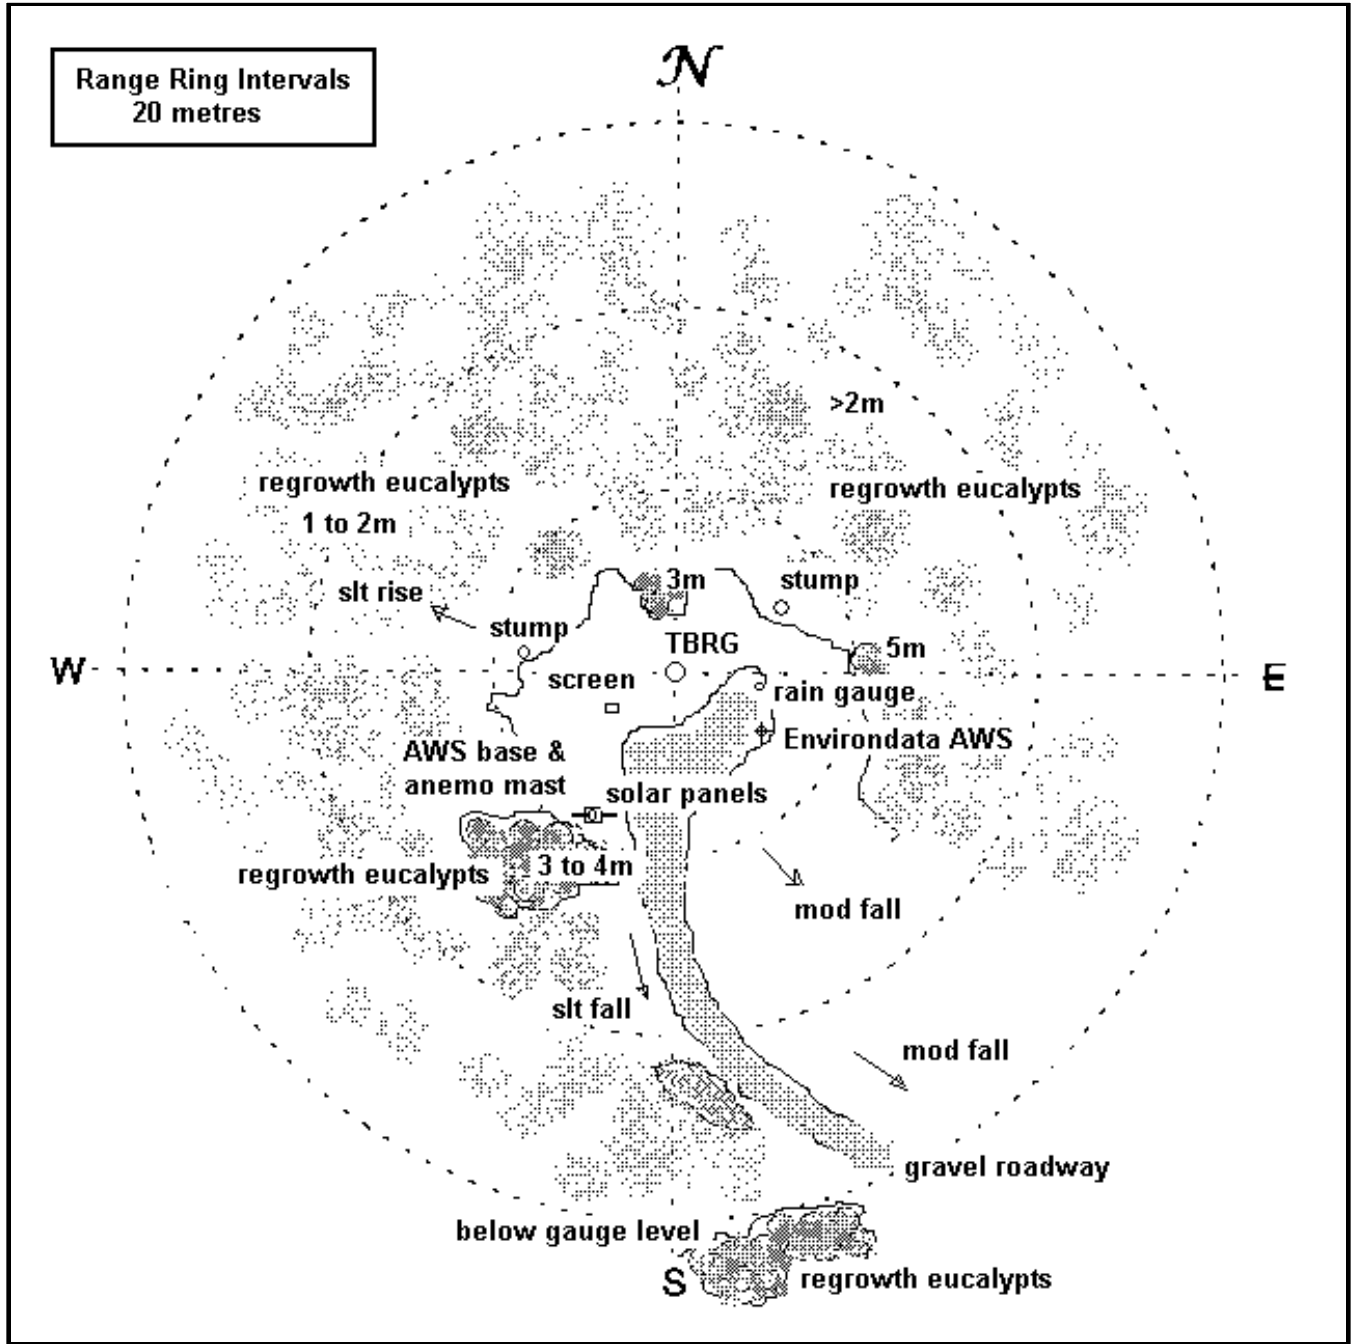 N
Range Ring Intervals
20 metres
>2m
regrowth eucalypts
1 to 2m
regrowth eucalypts
slt rise
3m
stump
stump
TBRG
5m
W
E
screen
rain gauge
AWS base &
anemo mast
Environdata AWS
solar panels
regrowth eucalypts
3 to 4m
mod fall
slt fall
mod fall
gravel roadway
below gauge level
S
regrowth eucalypts